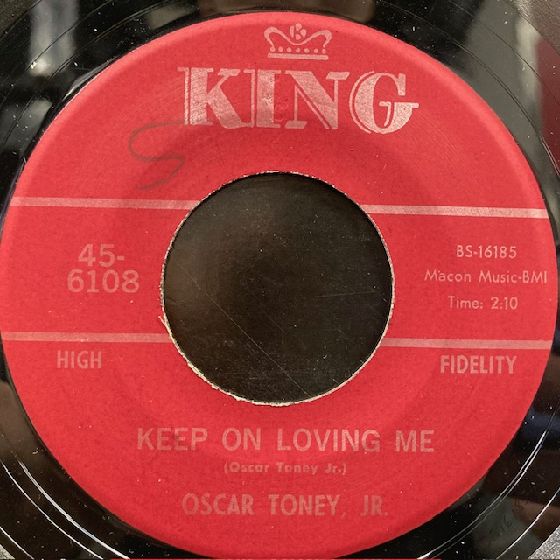 K
KING
45-
6108
BS-16185
Macon Music-BMI
Time: 2:10
HIGH
FIDELITY
KEEP ON LOVING ME
(Oscar Toney Jr.)
OSCAR TONEY, JR.